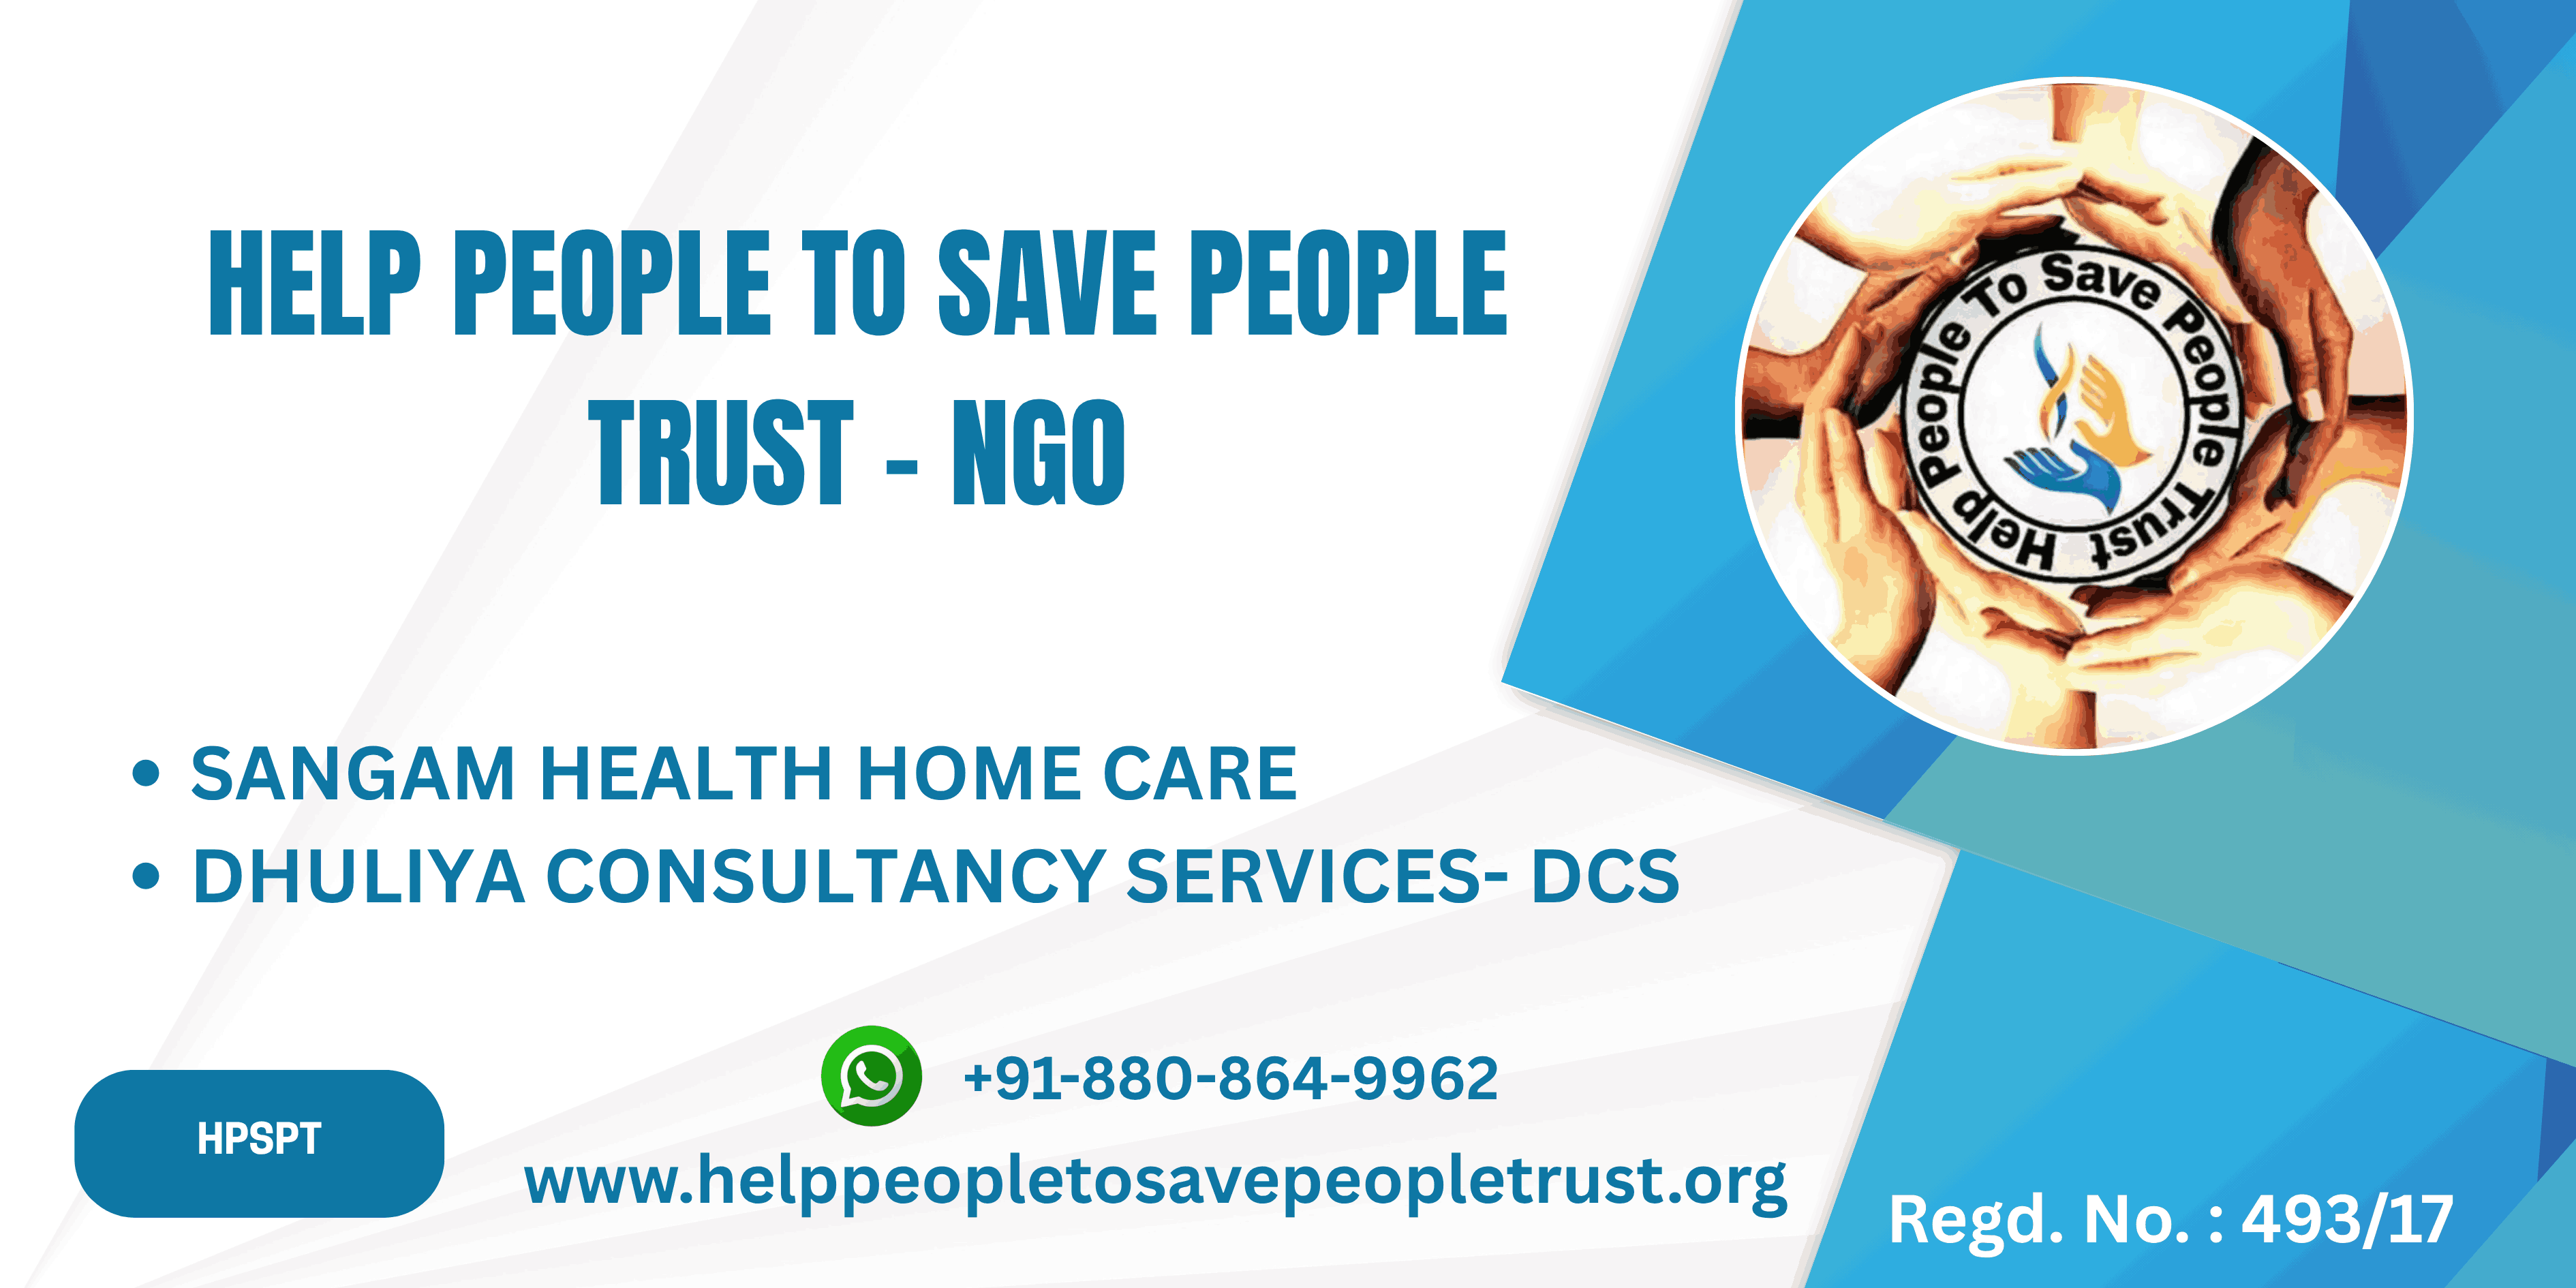 HELP PEOPLE TO SAVE PEOPLE
TRUST - NGO
Help People To Save People Trust
• SANGAM HEALTH HOME CARE
• DHULIYA CONSULTANCY SERVICES- DCS
+91-880-864-9962
HPSPT
www.helppeopletosavepeopletrust.org
Regd. No. : 493/17